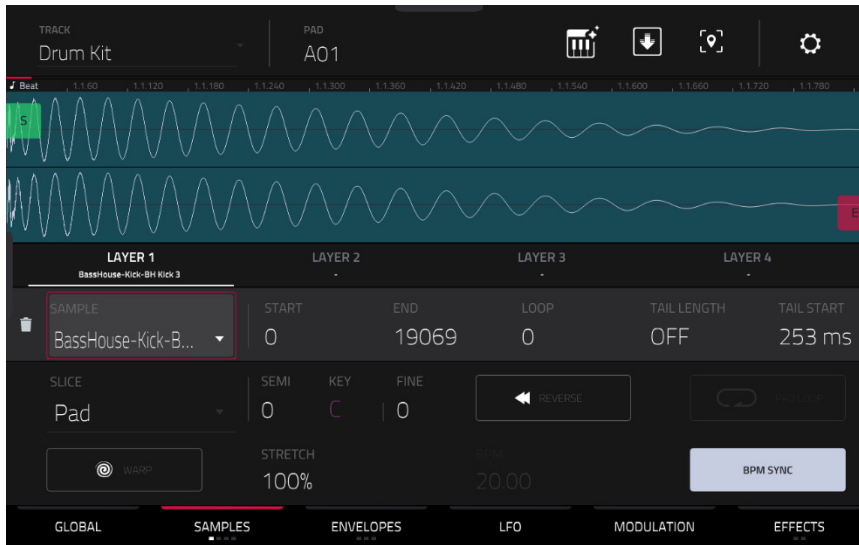 TRACK PAD
Drum Kit A01
Beat 1.1.60 1.1.120 1.1.180 1.1.240 1.1.300 1.1.360 1.1.420 1.1.480 1.1.540 1.1.600 1.1.660 1.1.720 1.1.780
S
E
LAYER 1 LAYER 2 LAYER 3 LAYER 4
BassHouse-Kick-BH Kick 3 - - -
SAMPLE START END LOOP TAIL LENGTH TAIL START
BassHouse-Kick-B... 0 19069 0 OFF 253 ms
SLICE SEMI KEY FINE
Pad 0 C 0 REVERSE PAD LOOP
STRETCH BPM
WARP 100% 20.00 BPM SYNC
GLOBAL SAMPLES ENVELOPES LFO MODULATION EFFECTS